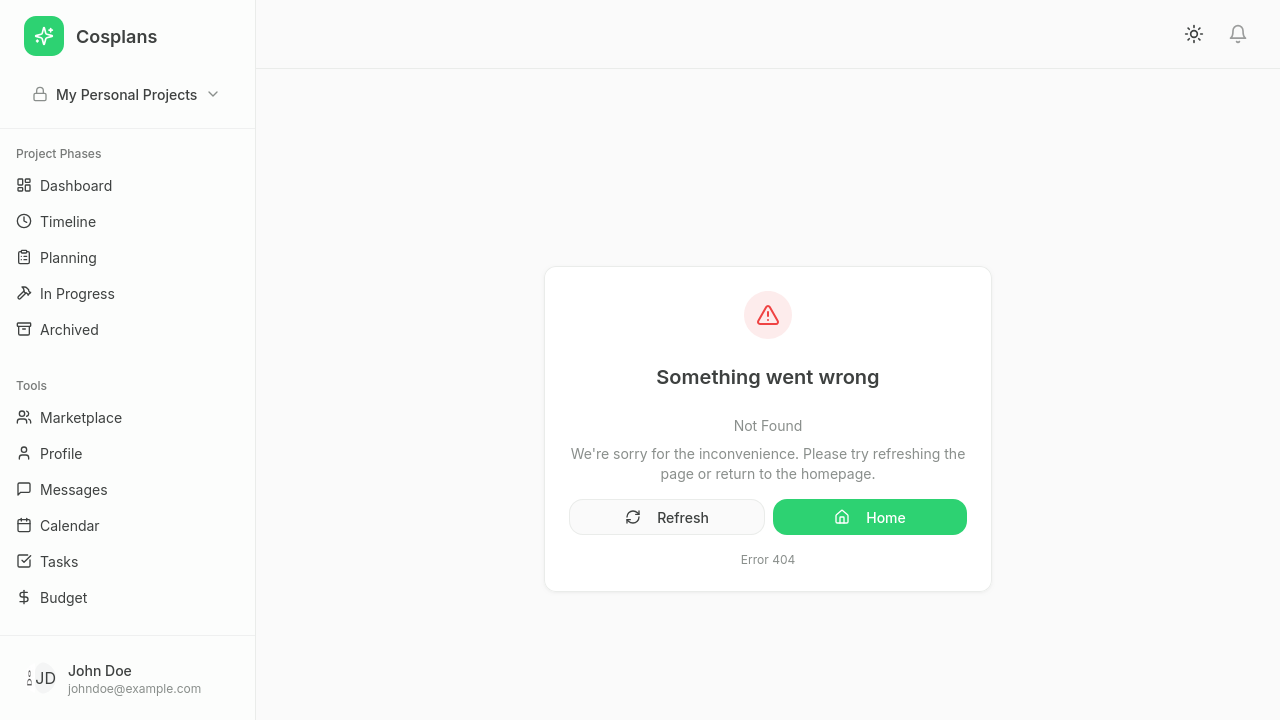 Cosplans
My Personal Projects
Project Phases
Dashboard
Timeline
Planning
In Progress
Archived
Tools
Marketplace
Profile
Messages
Calendar
Tasks
Budget
JD
John Doe
johndoe@example.com
Something went wrong
Not Found
We're sorry for the inconvenience. Please try refreshing the
page or return to the homepage.
Refresh
Home
Error 404